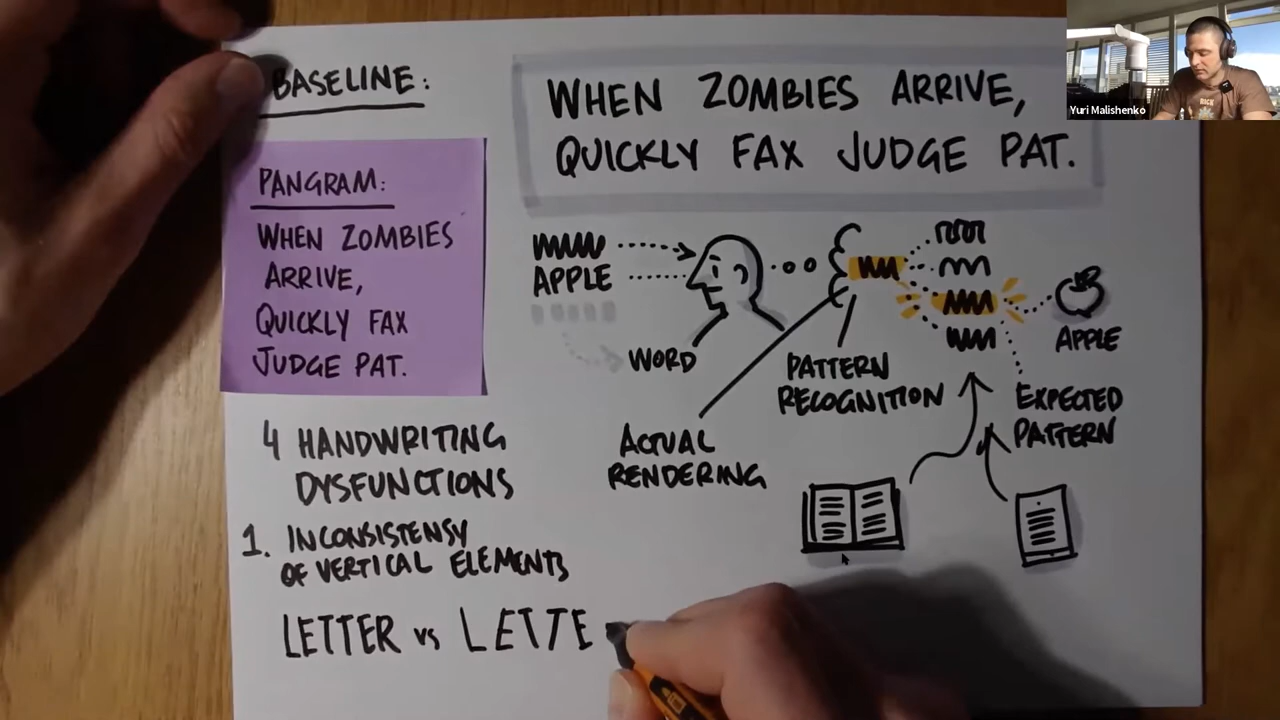 BASELINE:
WHEN ZOMBIES ARRIVE,
QUICKLY FAX JUDGE PAT.
Yuri Malishenko
PANGRAM:
WHEN ZOMBIES
ARRIVE,
QUICKLY FAX
JUDGE PAT.
APPLE
WORD
PATTERN
RECOGNITION
APPLE
EXPECTED
PATTERN
ACTUAL
RENDERING
4 HANDWRITING
DYSFUNCTIONS
1. INCONSISTENSY
OF VERTICAL ELEMENTS
LETTER vs LETTE